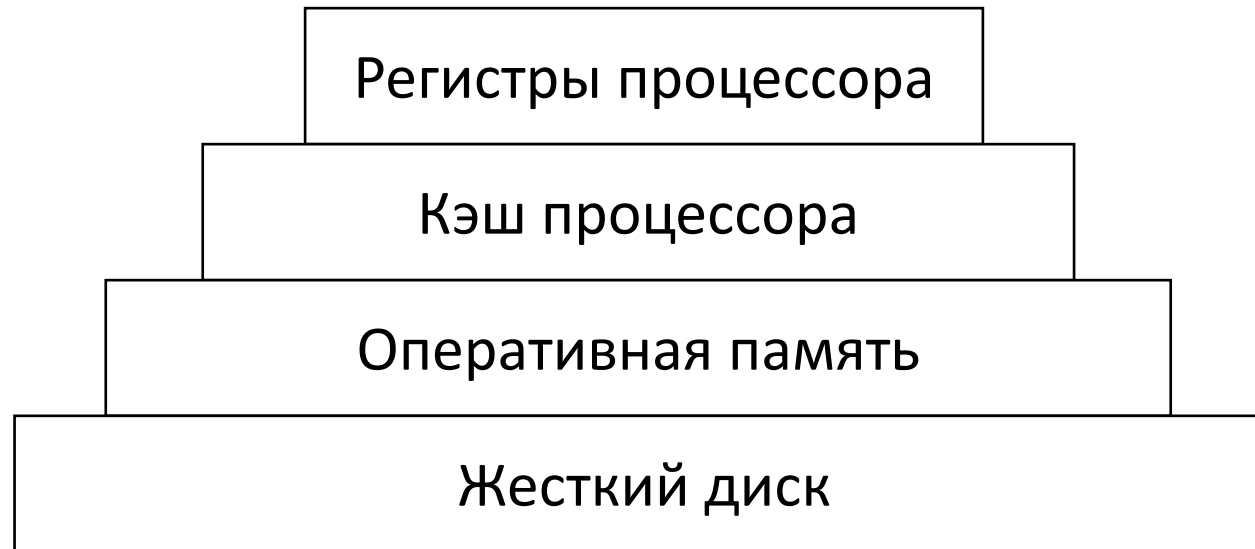 Регистры процессора
Кэш процессора
Оперативная память
Жесткий диск